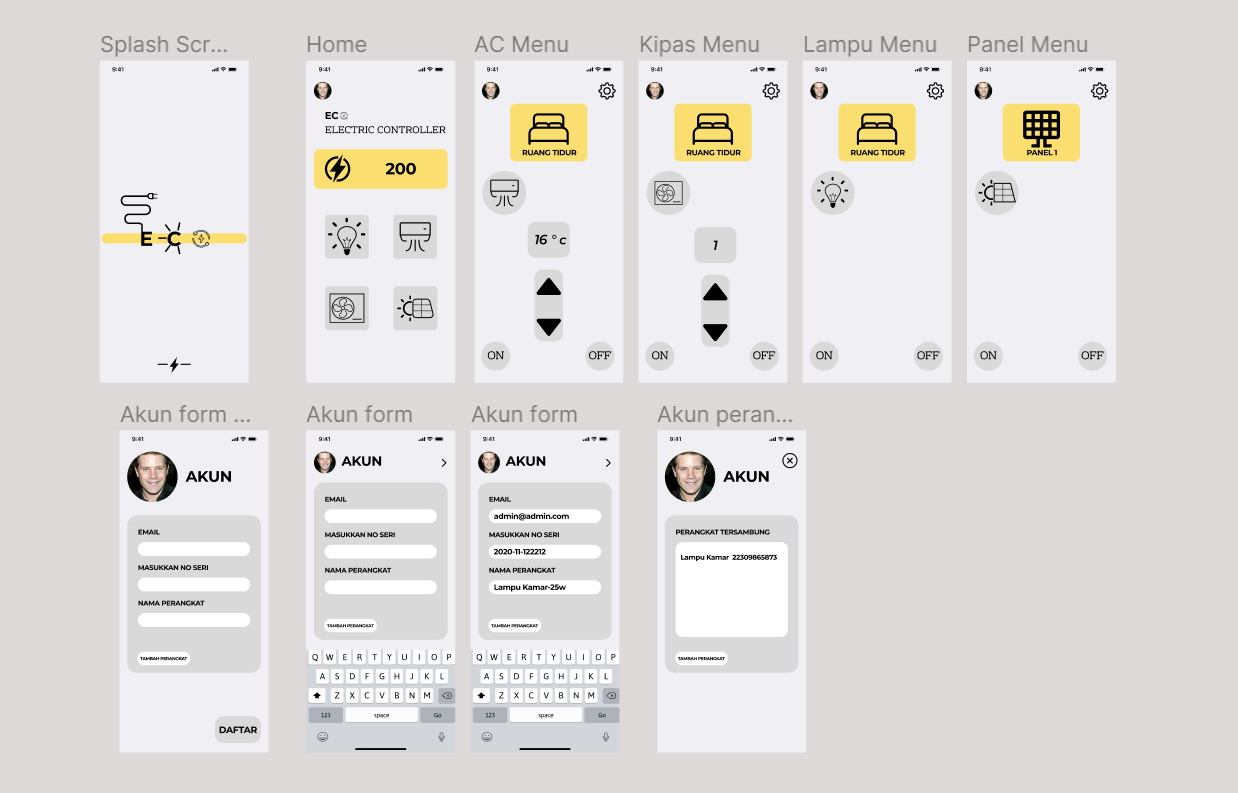 Splash Scr...
9:41
E C
Home
9:41
EC
ELECTRIC CONTROLLER
200
AC Menu
9:41
RUANG TIDUR
16 ° c
ON
OFF
Kipas Menu
9:41
RUANG TIDUR
1
ON
OFF
Lampu Menu
9:41
RUANG TIDUR
ON
OFF
Panel Menu
9:41
PANEL 1
ON
OFF
Akun form ...
9:41
AKUN
EMAIL
MASUKKAN NO SERI
NAMA PERANGKAT
TAMBAH PERANGKAT
DAFTAR
Akun form
9:41
AKUN
EMAIL
MASUKKAN NO SERI
NAMA PERANGKAT
TAMBAH PERANGKAT
Q W E R T Y U I O P
A S D F G H J K L
Z X C V B N M
123 space Go
Akun form
9:41
AKUN
EMAIL
admin@admin.com
MASUKKAN NO SERI
2020-11-122212
NAMA PERANGKAT
Lampu Kamar-25w
TAMBAH PERANGKAT
Q W E R T Y U I O P
A S D F G H J K L
Z X C V B N M
123 space Go
Akun peran...
9:41
AKUN
PERANGKAT TERSAMBUNG
Lampu Kamar 22309865873
TAMBAH PERANGKAT